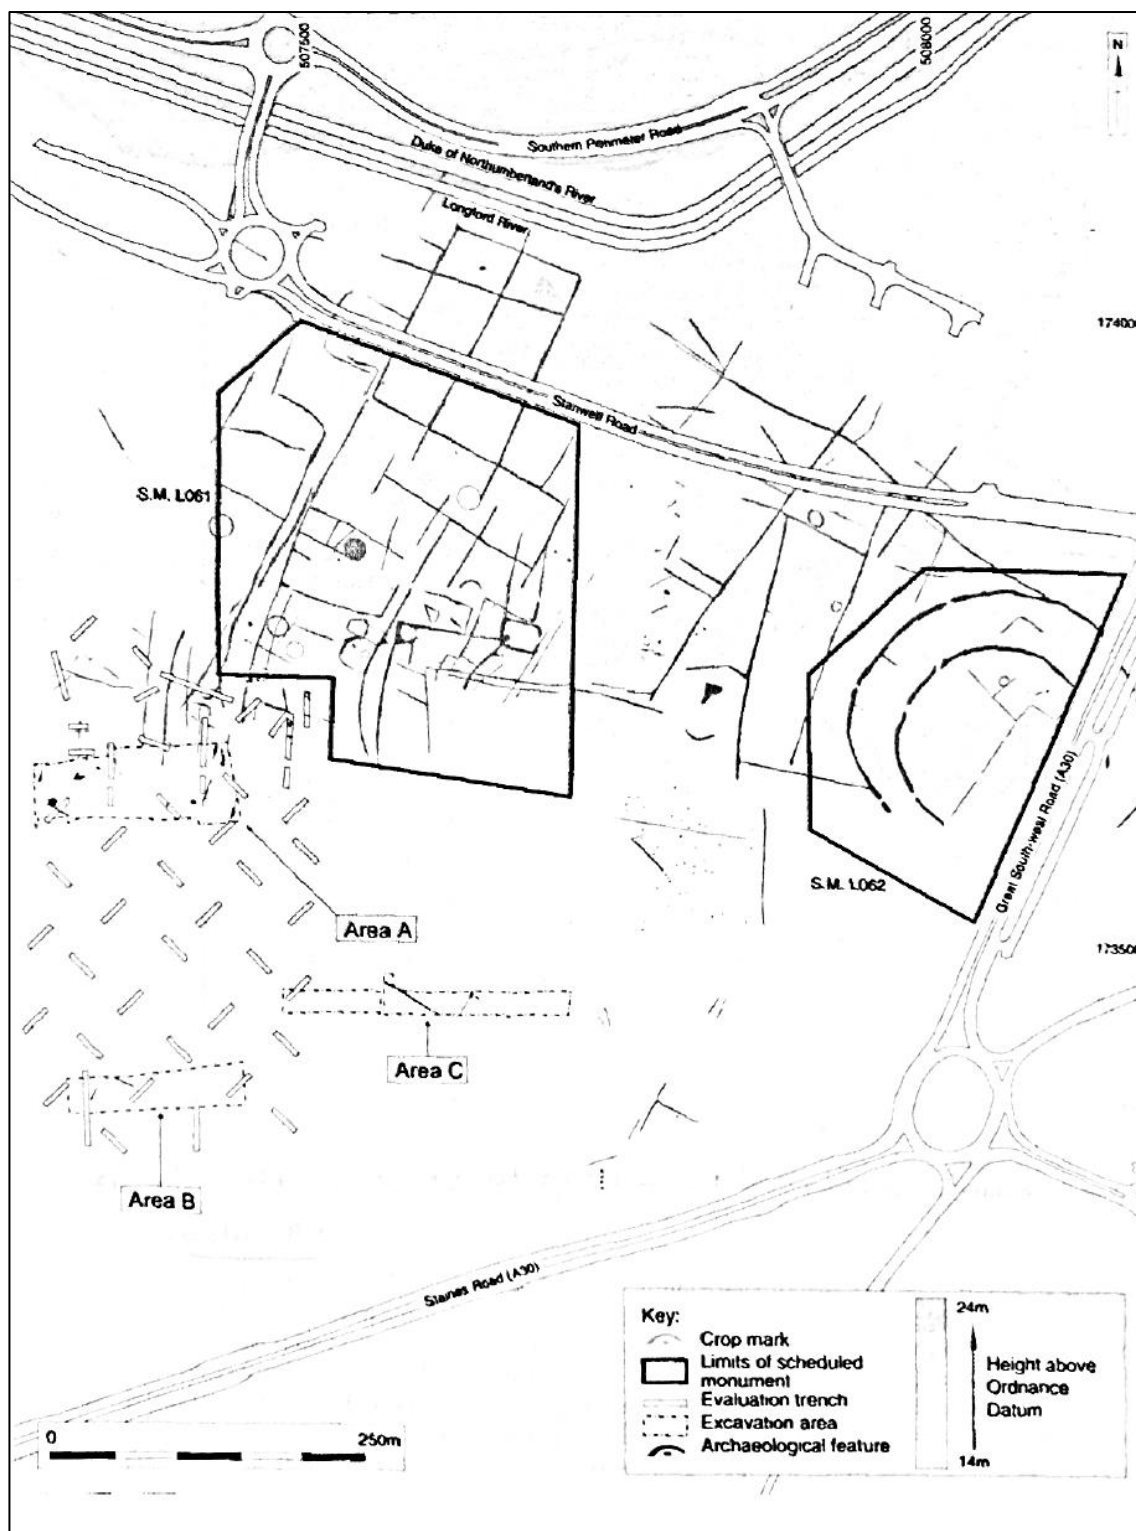 507500
508000
N
Southern Perimeter Road
Duke of Northumberland's River
Longford River
174000
Stanwell Road
S.M. L061
S.M. L062
Great South-west Road (A30)
Area A
173500
Area C
Area B
Staines Road (A30)
Key:
Crop mark
Limits of scheduled
monument
Evaluation trench
Excavation area
Archaeological feature
24m
Height above
Ordnance
Datum
14m
0
250m